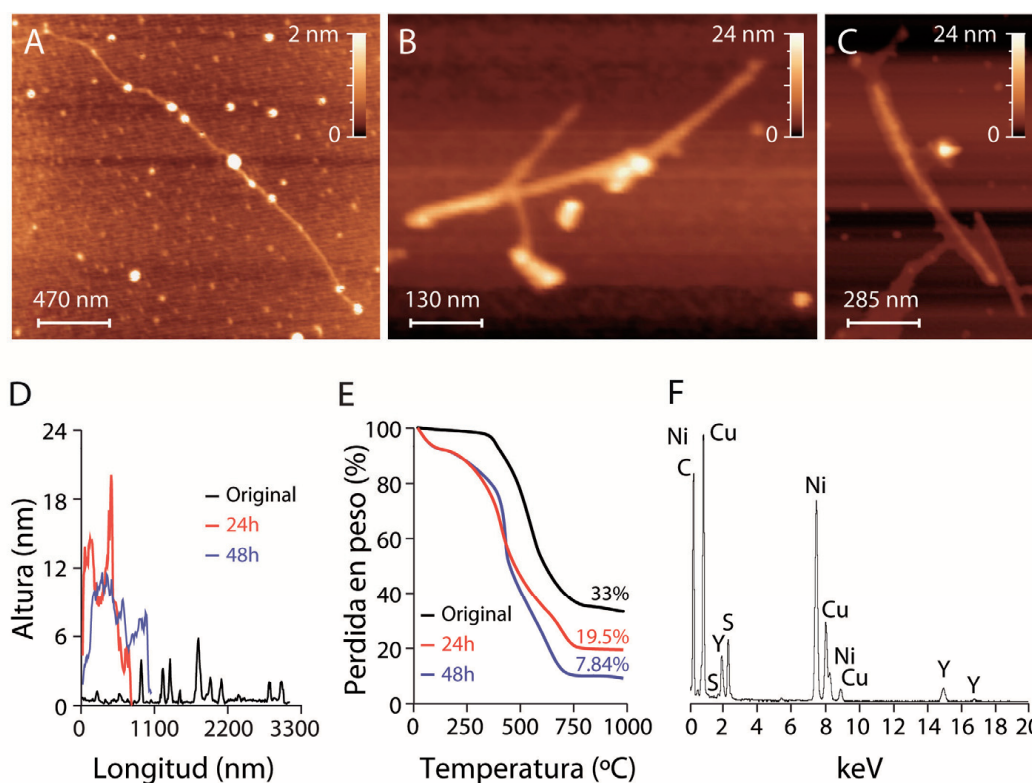 A
2 nm
0
470 nm
B
24 nm
0
130 nm
C
24 nm
0
285 nm
D
24
18
12
6
0
Altura (nm)
Original
24h
48h
0
1100
2200
3300
Longitud (nm)
E
100
80
60
40
20
0
Perdida en peso (%)
33%
19.5%
7.84%
Original
24h
48h
0
250
500
750
1000
Temperatura (ºC)
F
Ni
C
Cu
S
Y
S
Ni
Cu
Ni
Cu
Y
Y
0
2
4
6
8
10
12
14
16
18
20
keV